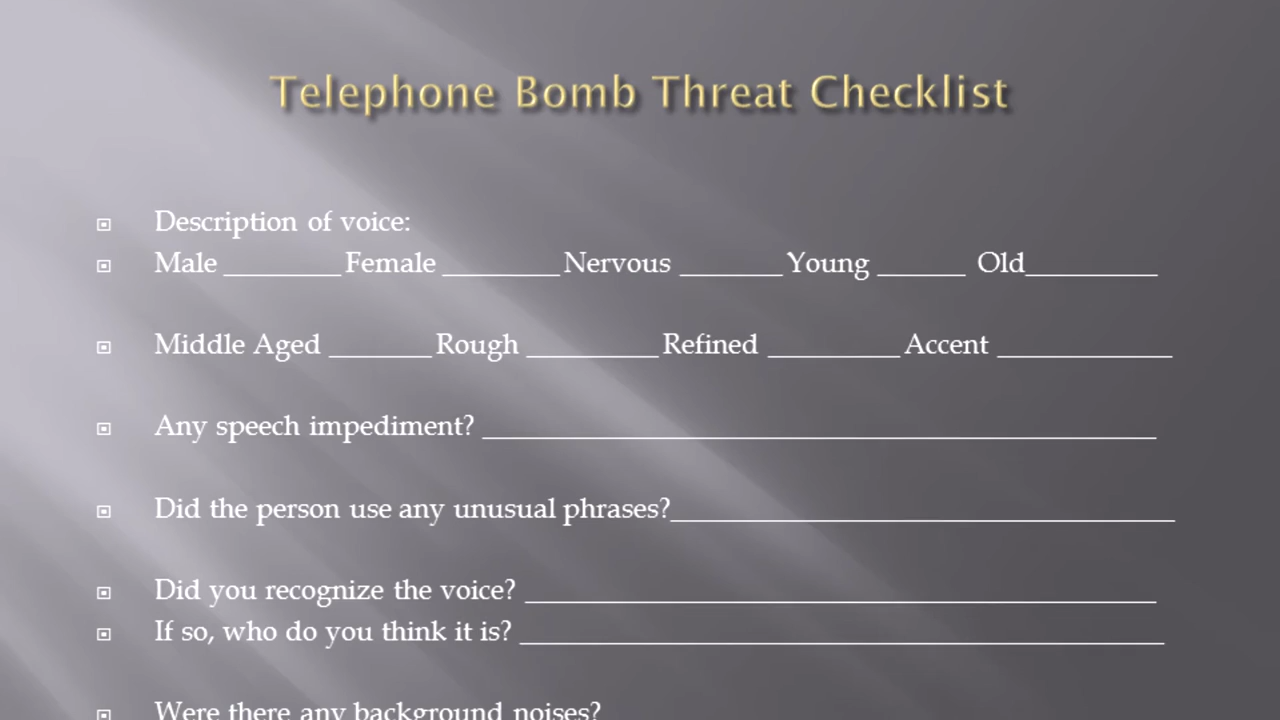 Telephone Bomb Threat Checklist
Description of voice:
Male ________Female ________Nervous _______Young ______ Old_________
Middle Aged _______Rough _________Refined _________Accent ____________
Any speech impediment? ______________________________________________
Did the person use any unusual phrases?___________________________________
Did you recognize the voice? ___________________________________________
If so, who do you think it is? ____________________________________________
Were there any background noises?